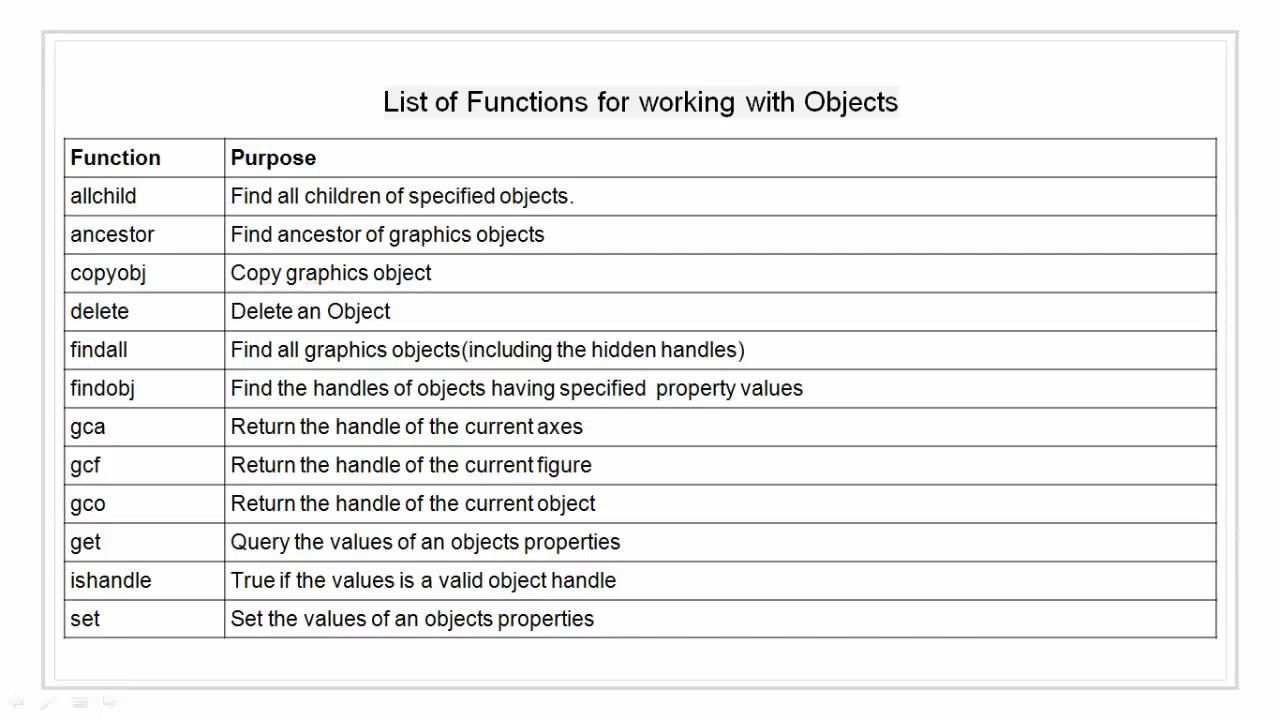 List of Functions for working with Objects
Function Purpose
allchild Find all children of specified objects.
ancestor Find ancestor of graphics objects
copyobj Copy graphics object
delete Delete an Object
findall Find all graphics objects(including the hidden handles)
findobj Find the handles of objects having specified property values
gca Return the handle of the current axes
gcf Return the handle of the current figure
gco Return the handle of the current object
get Query the values of an objects properties
ishandle True if the values is a valid object handle
set Set the values of an objects properties